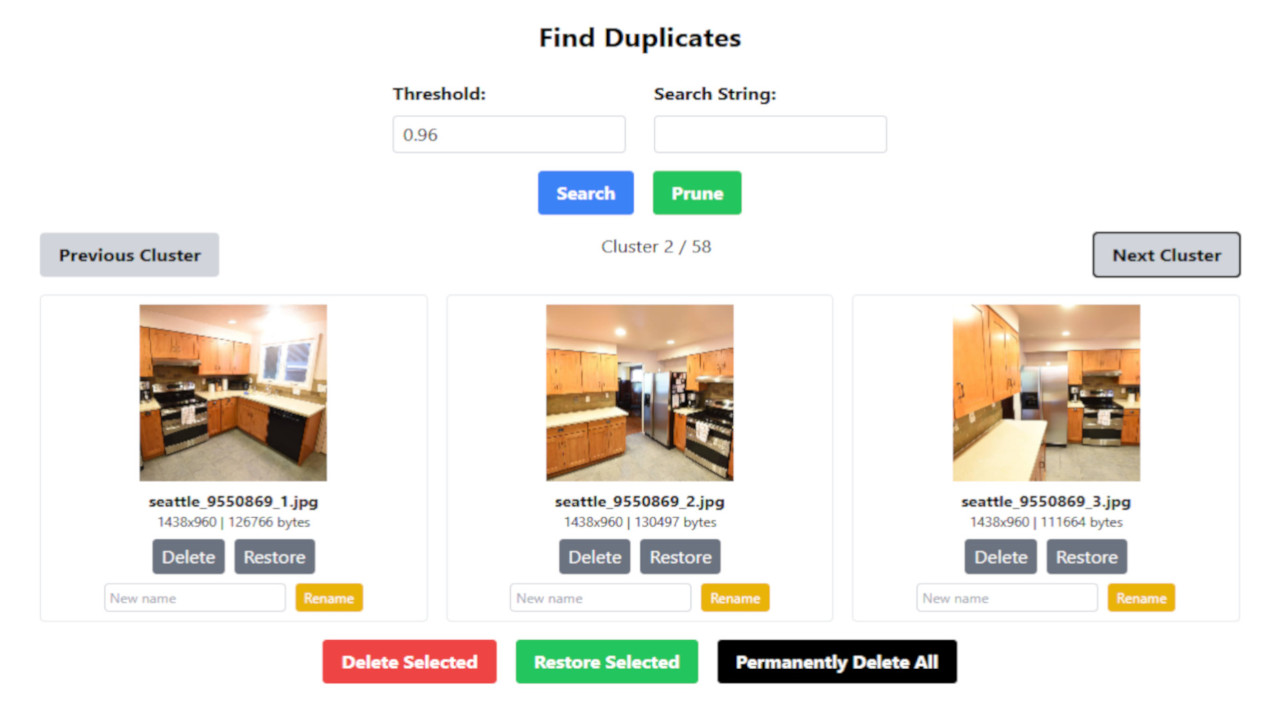 Find Duplicates
Threshold: Search String:
0.96
Search Prune
Previous Cluster Cluster 2 / 58 Next Cluster
seattle_9550869_1.jpg seattle_9550869_2.jpg seattle_9550869_3.jpg
1438x960 | 126766 bytes 1438x960 | 130497 bytes 1438x960 | 111664 bytes
Delete Restore Delete Restore Delete Restore
New name Rename New name Rename New name Rename
Delete Selected Restore Selected Permanently Delete All